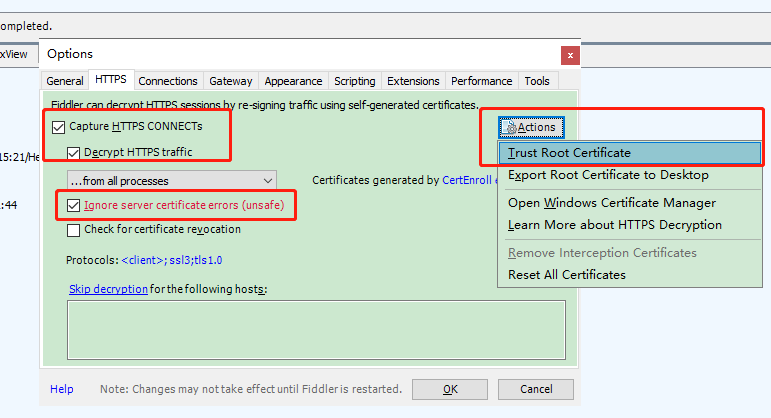 ompleted.
xView
Options
x
General HTTPS Connections Gateway Appearance Scripting Extensions Performance Tools
Fiddler can decrypt HTTPS sessions by re-signing traffic using self-generated certificates.
Capture HTTPS CONNECTs
Actions
15:21/He
Decrypt HTTPS traffic
Trust Root Certificate
...from all processes
Certificates generated by CertEnroll e
Export Root Certificate to Desktop
:44
Ignore server certificate errors (unsafe)
Open Windows Certificate Manager
Check for certificate revocation
Learn More about HTTPS Decryption
Remove Interception Certificates
Protocols: <client>;ssl3;tls1.0
Reset All Certificates
Skip decryption for the following hosts:
Help
Note: Changes may not take effect until Fiddler is restarted.
OK
Cancel